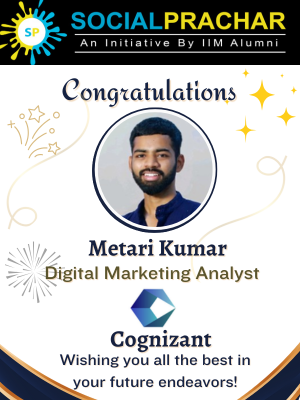 SP
SOCIALPRACHAR
An Initiative By IIM Alumni
Congratulations
Metari Kumar
Digital Marketing Analyst
Cognizant
Wishing you all the best in
your future endeavors!